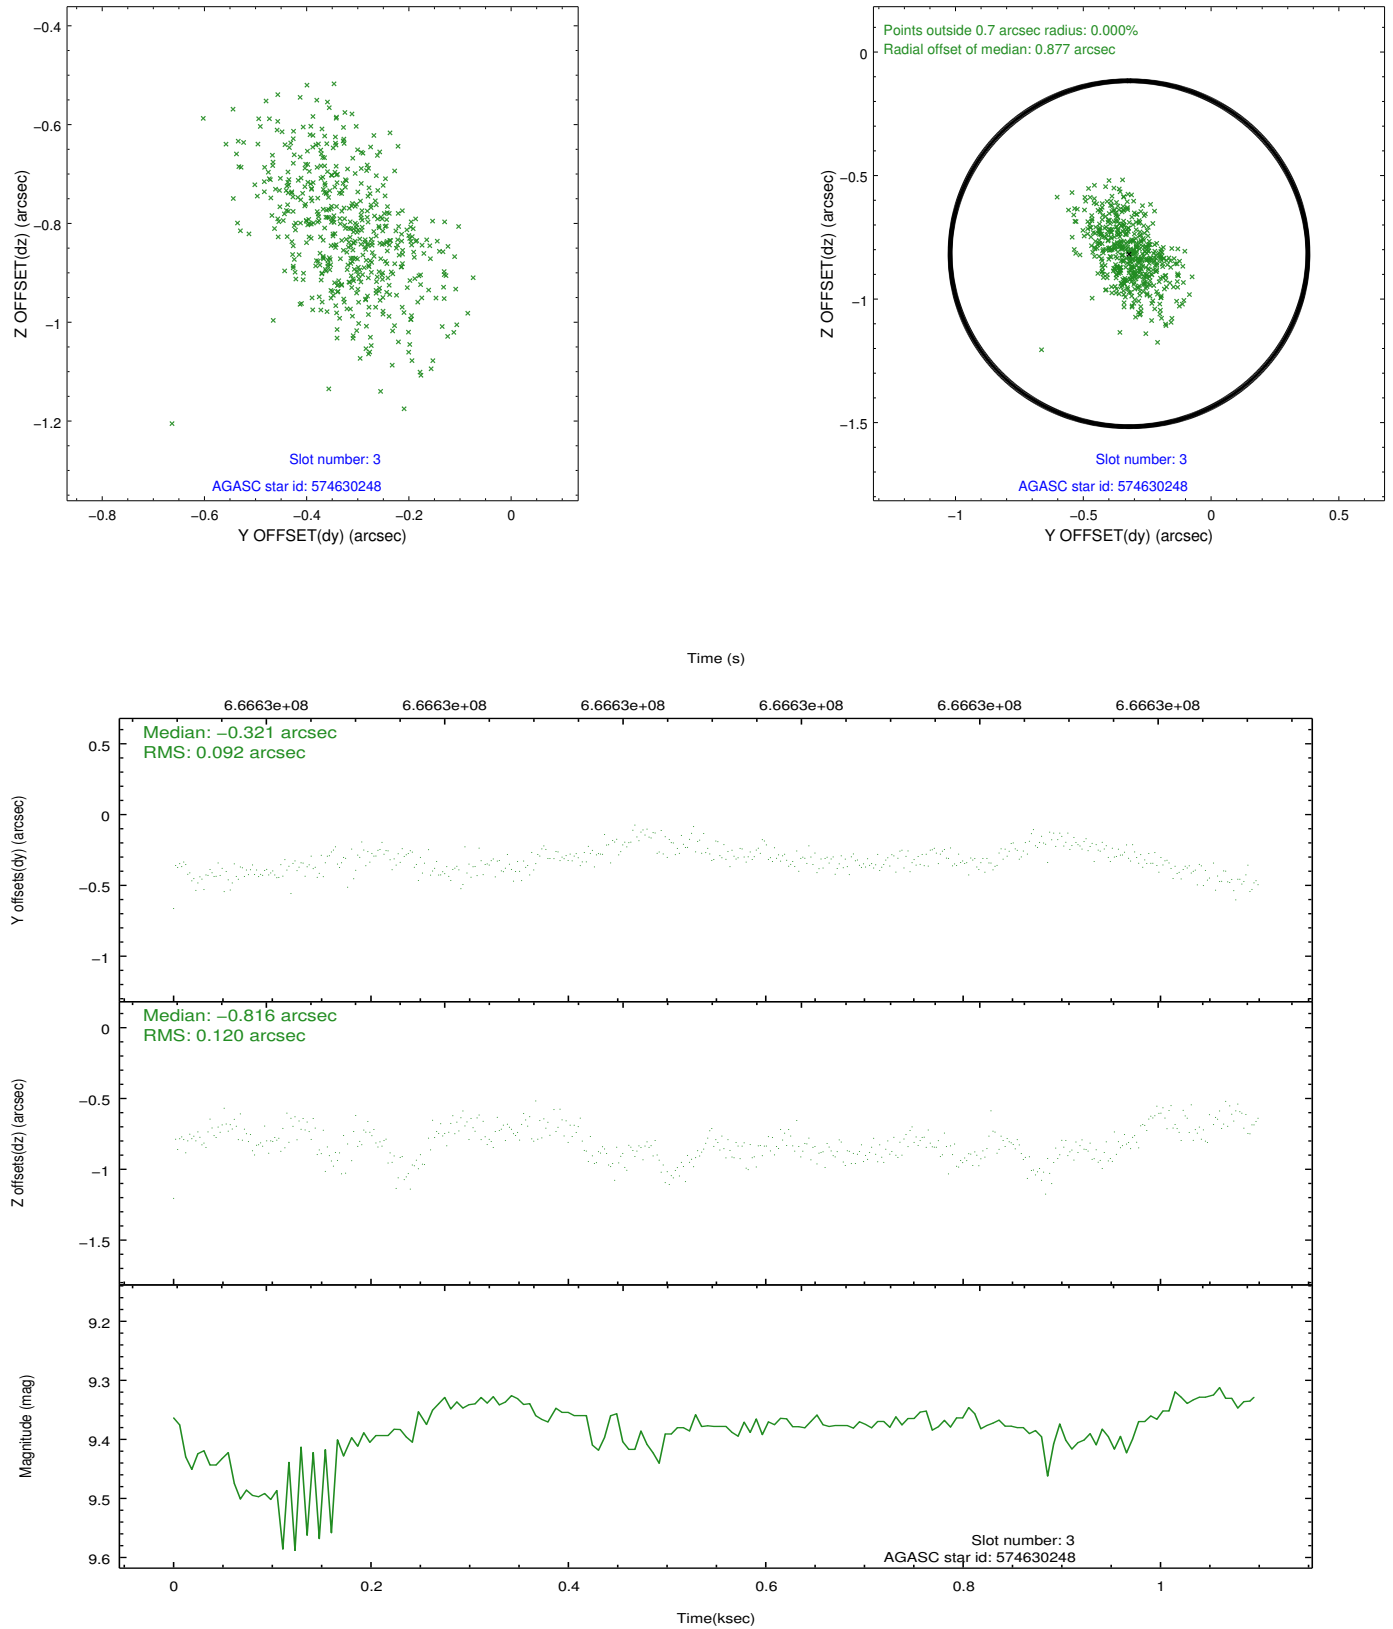 −0.4
−0.6
−0.8
−1
−1.2
Z OFFSET(dz) (arcsec)
Slot number: 3
AGASC star id: 574630248
−0.8
−0.6
−0.4
−0.2
0
Y OFFSET(dy) (arcsec)
Points outside 0.7 arcsec radius: 0.000%
Radial offset of median: 0.877 arcsec
0
−0.5
−1
−1.5
Z OFFSET(dz) (arcsec)
Slot number: 3
AGASC star id: 574630248
−1
−0.5
0
0.5
Y OFFSET(dy) (arcsec)
Time (s)
6.6663e+08 6.6663e+08 6.6663e+08 6.6663e+08 6.6663e+08 6.6663e+08
Median: −0.321 arcsec
RMS: 0.092 arcsec
0.5
0
−0.5
−1
Y offsets(dy) (arcsec)
Median: −0.816 arcsec
RMS: 0.120 arcsec
0
−0.5
−1
−1.5
Z offsets(dz) (arcsec)
9.2
9.3
9.4
9.5
9.6
Magnitude (mag)
Slot number: 3
AGASC star id: 574630248
0 0.2 0.4 0.6 0.8 1
Time(ksec)